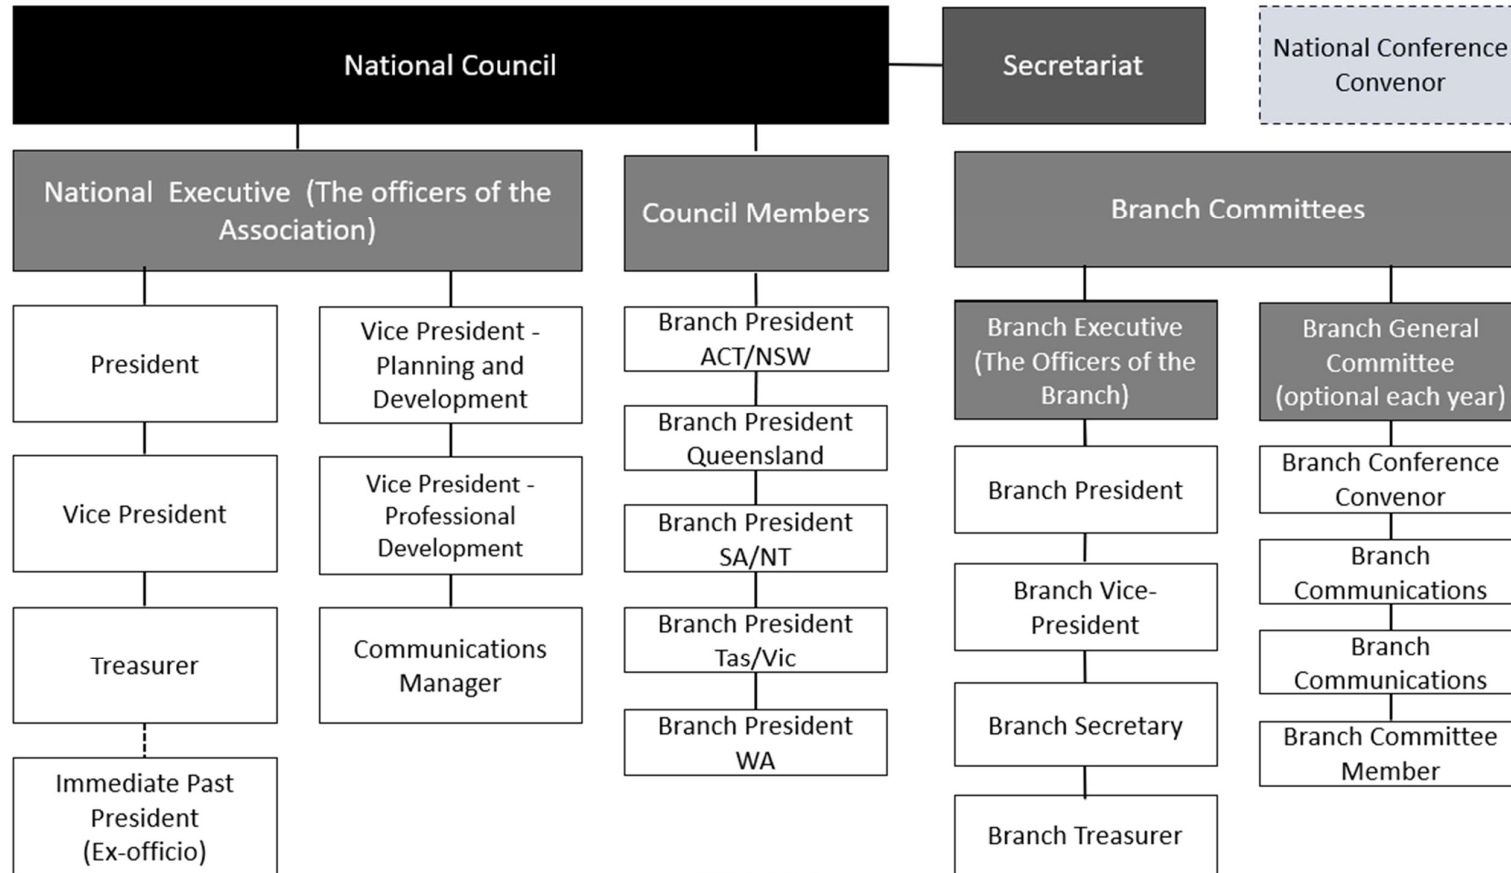 National Council
Secretariat
National Conference
Convenor
National Executive (The officers of the
Association)
Council Members
Branch Committees
President
Vice President
Treasurer
Immediate Past
President
(Ex-officio)
Vice President -
Planning and
Development
Vice President -
Professional
Development
Communications
Manager
Branch President
ACT/NSW
Branch President
Queensland
Branch President
SA/NT
Branch President
Tas/Vic
Branch President
WA
Branch Executive
(The Officers of the
Branch)
Branch President
Branch Vice-
President
Branch Secretary
Branch Treasurer
Branch General
Committee
(optional each year)
Branch Conference
Convenor
Branch
Communications
Branch
Communications
Branch Committee
Member